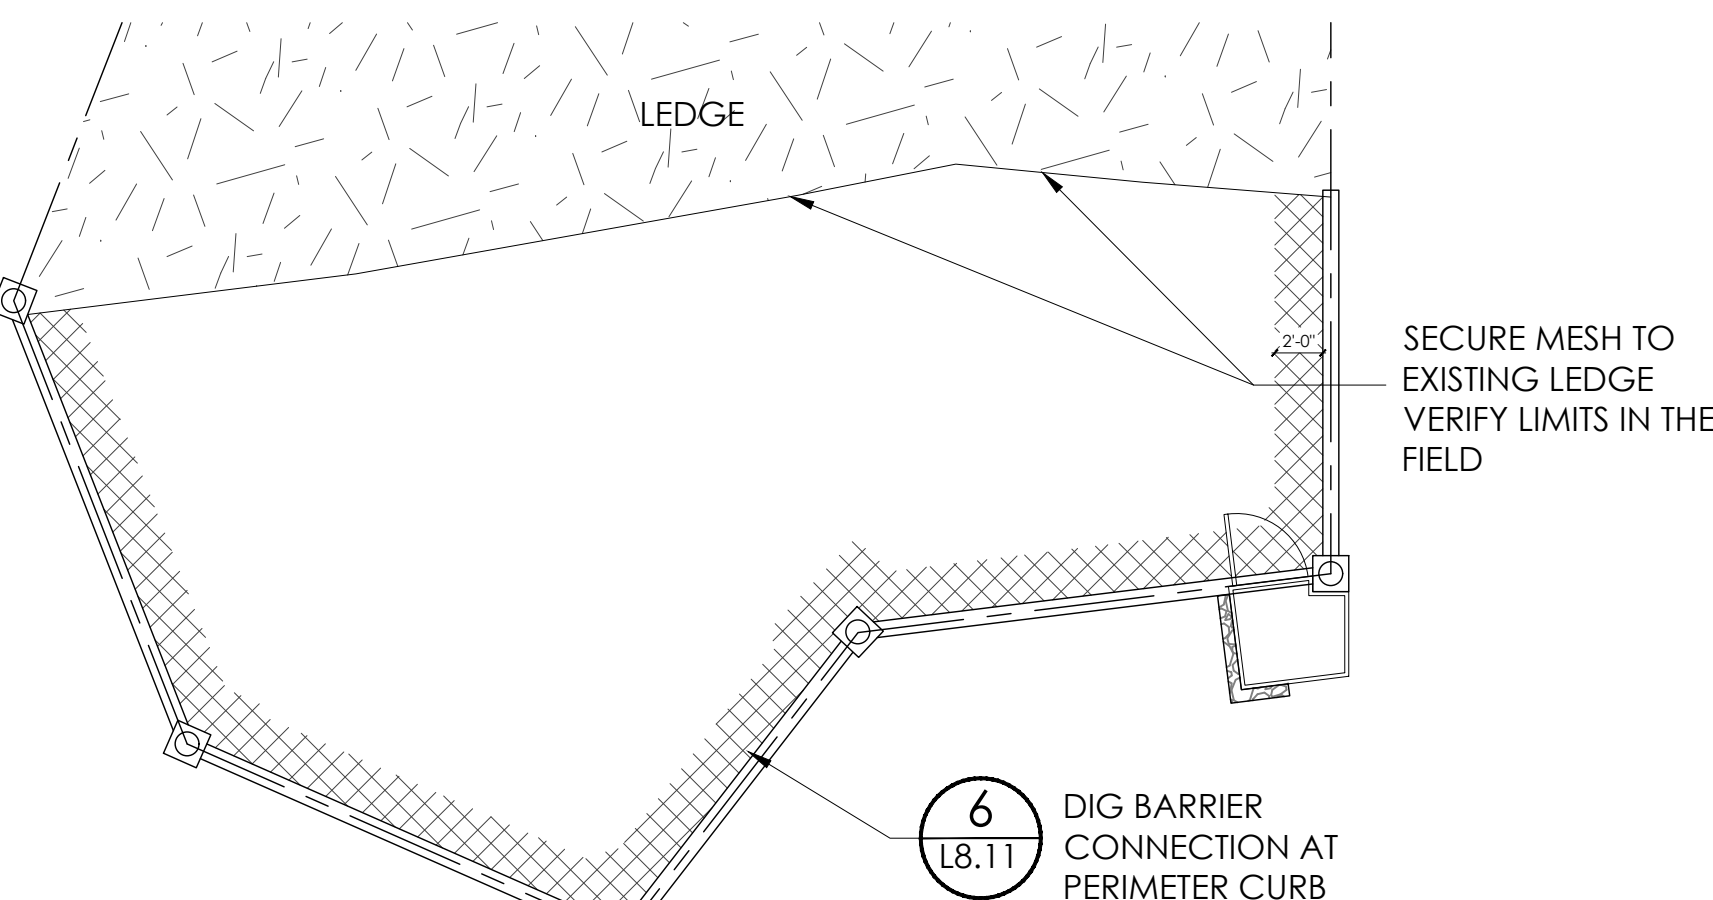 LEDGE
2'-0"
SECURE MESH TO
EXISTING LEDGE
VERIFY LIMITS IN THE
FIELD
6
L8.11
DIG BARRIER
CONNECTION AT
PERIMETER CURB